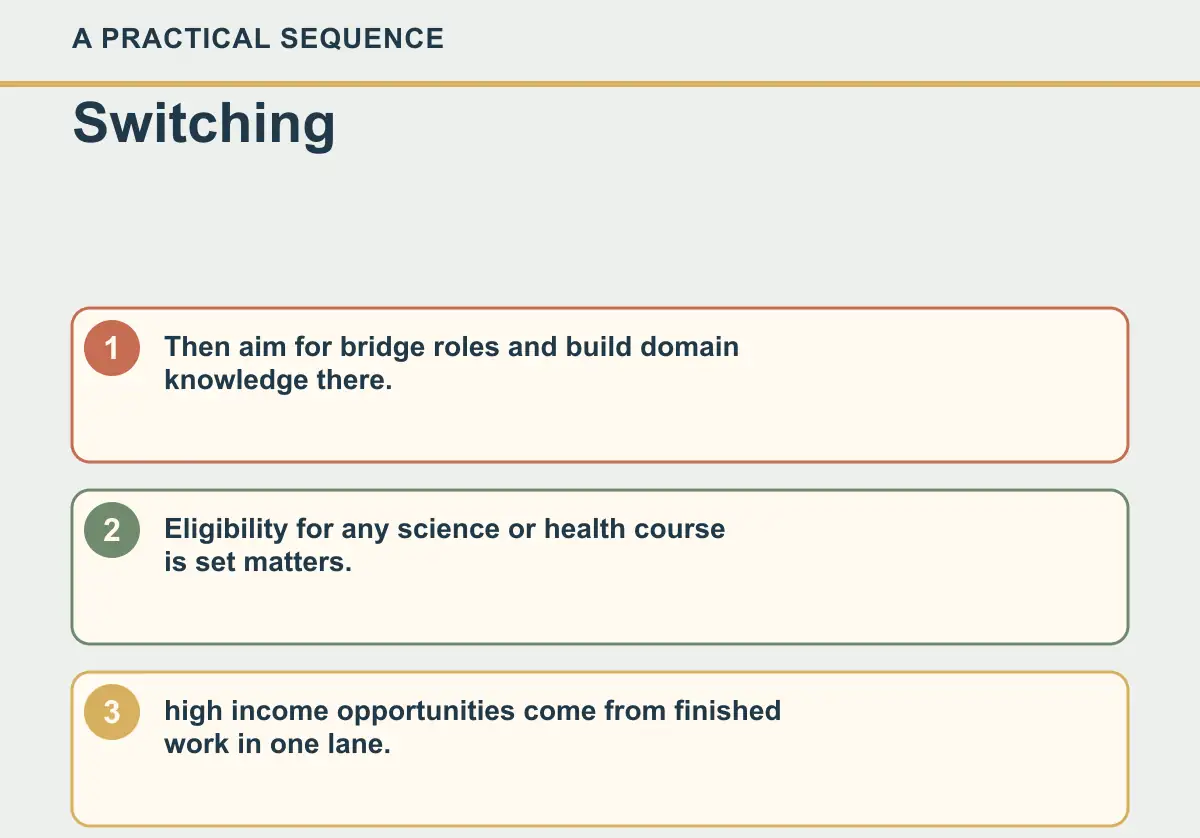 A PRACTICAL SEQUENCE
Switching
1
Then aim for bridge roles and build domain
knowledge there.
2
Eligibility for any science or health course
is set matters.
3
high income opportunities come from finished
work in one lane.